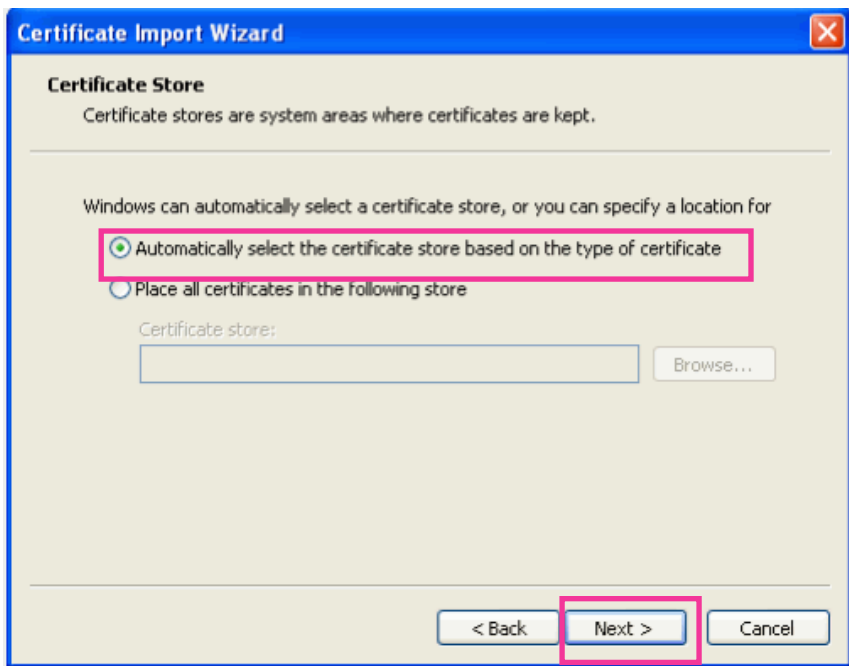 Certificate Import Wizard
Certificate Store
Certificate stores are system areas where certificates are kept.
Windows can automatically select a certificate store, or you can specify a location for
Automatically select the certificate store based on the type of certificate
Place all certificates in the following store
Certificate store:
Browse...
< Back
Next >
Cancel